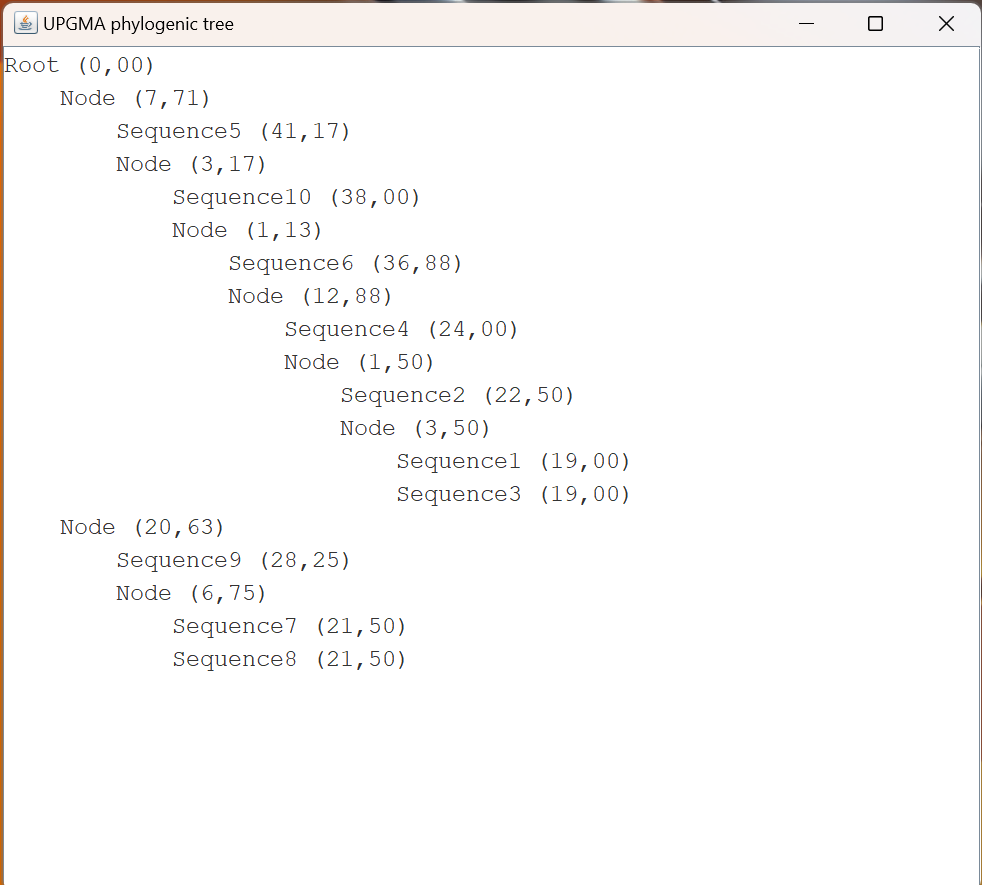 UPGMA phylogenic tree
Root (0,00)
Node (7,71)
Sequence5 (41,17)
Node (3,17)
Sequence10 (38,00)
Node (1,13)
Sequence6 (36,88)
Node (12,88)
Sequence4 (24,00)
Node (1,50)
Sequence2 (22,50)
Node (3,50)
Sequence1 (19,00)
Sequence3 (19,00)
Node (20,63)
Sequence9 (28,25)
Node (6,75)
Sequence7 (21,50)
Sequence8 (21,50)